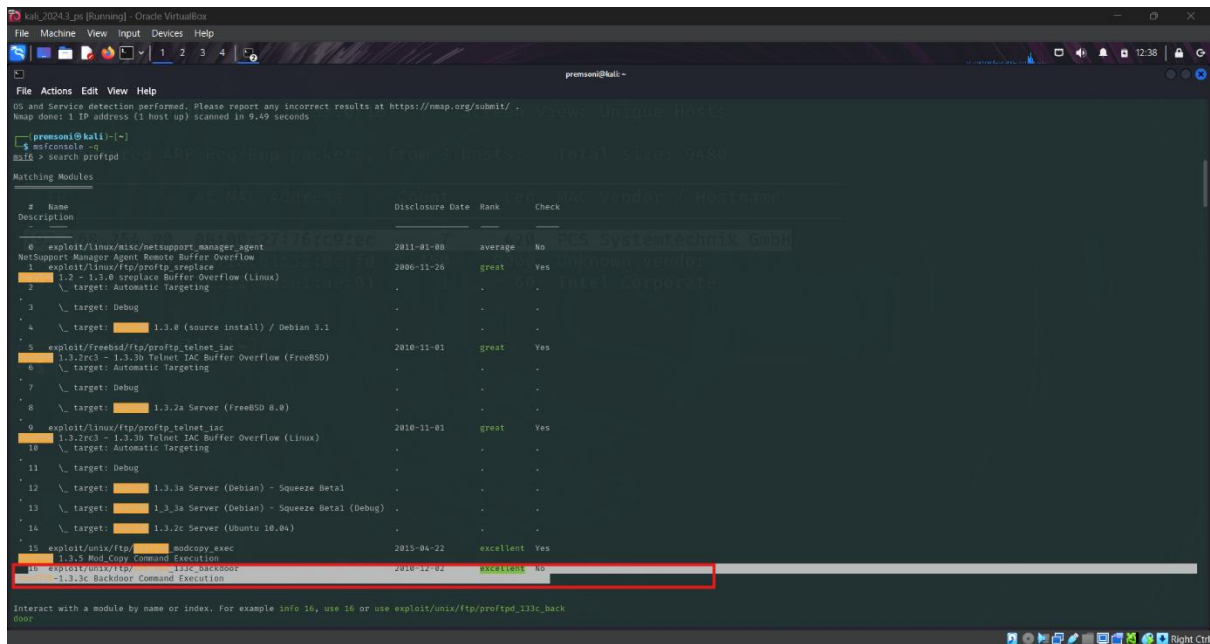 kali_2024.3_ps [Running] - Oracle VirtualBox
File Machine View Input Devices Help
1 2 3 4
12:38
premsoni@kali: ~
File Actions Edit View Help
OS and Service detection performed. Please report any incorrect results at https://nmap.org/submit/ .
Nmap done: 1 IP address (1 host up) scanned in 9.49 seconds
(premsoni㉿kali)-[~]
$ msfconsole -q
msf6 > search proftpd
Matching Modules
# Name Disclosure Date Rank Check
Description
0 exploit/linux/misc/netsupport_manager_agent 2011-01-08 average No
NetSupport Manager Agent Remote Buffer Overflow
1 exploit/linux/ftp/proftp_sreplace 2006-11-26 great Yes
1.2 - 1.3.0 sreplace Buffer Overflow (Linux)
2 \_ target: Automatic Targeting . . .
.
3 \_ target: Debug . . .
.
4 \_ target: 1.3.0 (source install) / Debian 3.1 . . .
.
5 exploit/freebsd/ftp/proftp_telnet_iac 2010-11-01 great Yes
1.3.2rc3 - 1.3.3b Telnet IAC Buffer Overflow (FreeBSD)
6 \_ target: Automatic Targeting . . .
.
7 \_ target: Debug . . .
.
8 \_ target: 1.3.2a Server (FreeBSD 8.0) . . .
.
9 exploit/linux/ftp/proftp_telnet_iac 2010-11-01 great Yes
1.3.2rc3 - 1.3.3b Telnet IAC Buffer Overflow (Linux)
10 \_ target: Automatic Targeting . . .
.
11 \_ target: Debug . . .
.
12 \_ target: 1.3.3a Server (Debian) - Squeeze Beta1 . . .
.
13 \_ target: 1_3_3a Server (Debian) - Squeeze Beta1 (Debug) . . .
.
14 \_ target: 1.3.2c Server (Ubuntu 10.04) . . .
.
15 exploit/unix/ftp/ _modcopy_exec 2015-04-22 excellent Yes
1.3.5 Mod_Copy Command Execution
16 exploit/unix/ftp/ _133c_backdoor 2010-12-02 excellent No
-1.3.3c Backdoor Command Execution
Interact with a module by name or index. For example info 16, use 16 or use exploit/unix/ftp/proftpd_133c_back
door
Right Ctrl